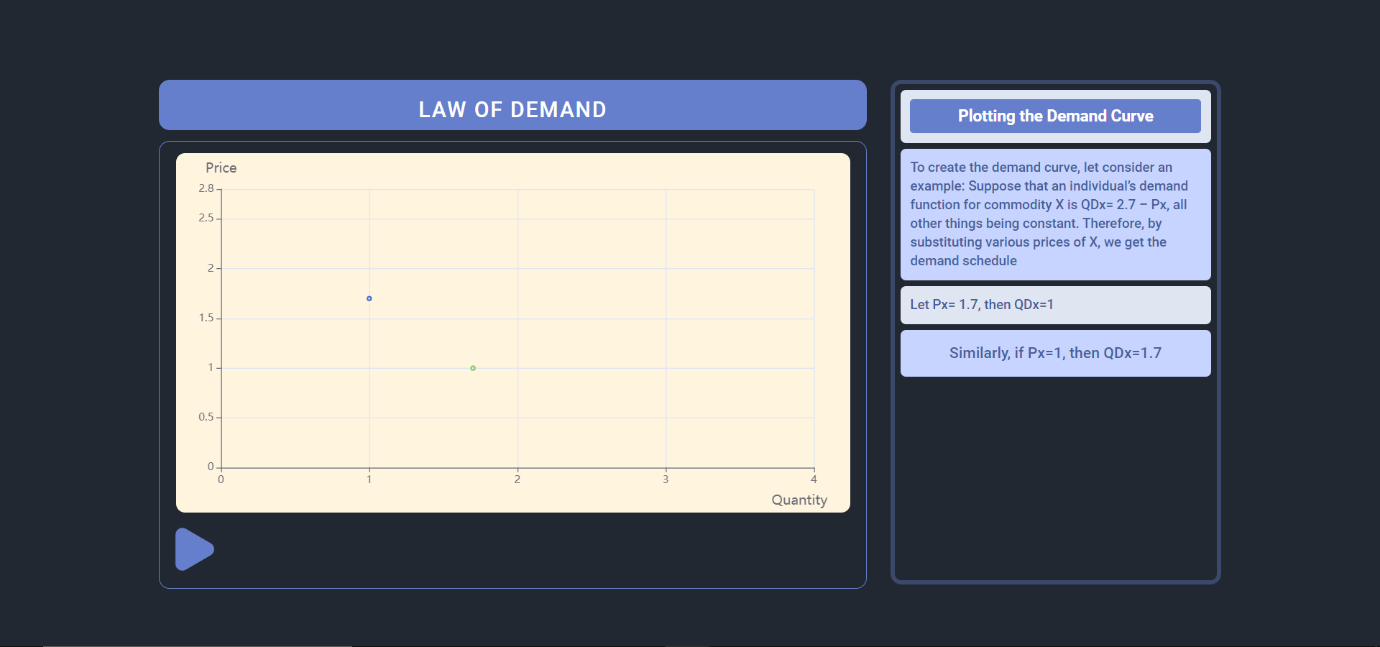 LAW OF DEMAND
Price
2.8
2.5
2
1.5
1
0.5
0
0 1 2 3 4
Quantity
Plotting the Demand Curve
To create the demand curve, let consider an
example: Suppose that an individual's demand
function for commodity X is QDx= 2.7 – Px, all
other things being constant. Therefore, by
substituting various prices of X, we get the
demand schedule
Let Px= 1.7, then QDx=1
Similarly, if Px=1, then QDx=1.7